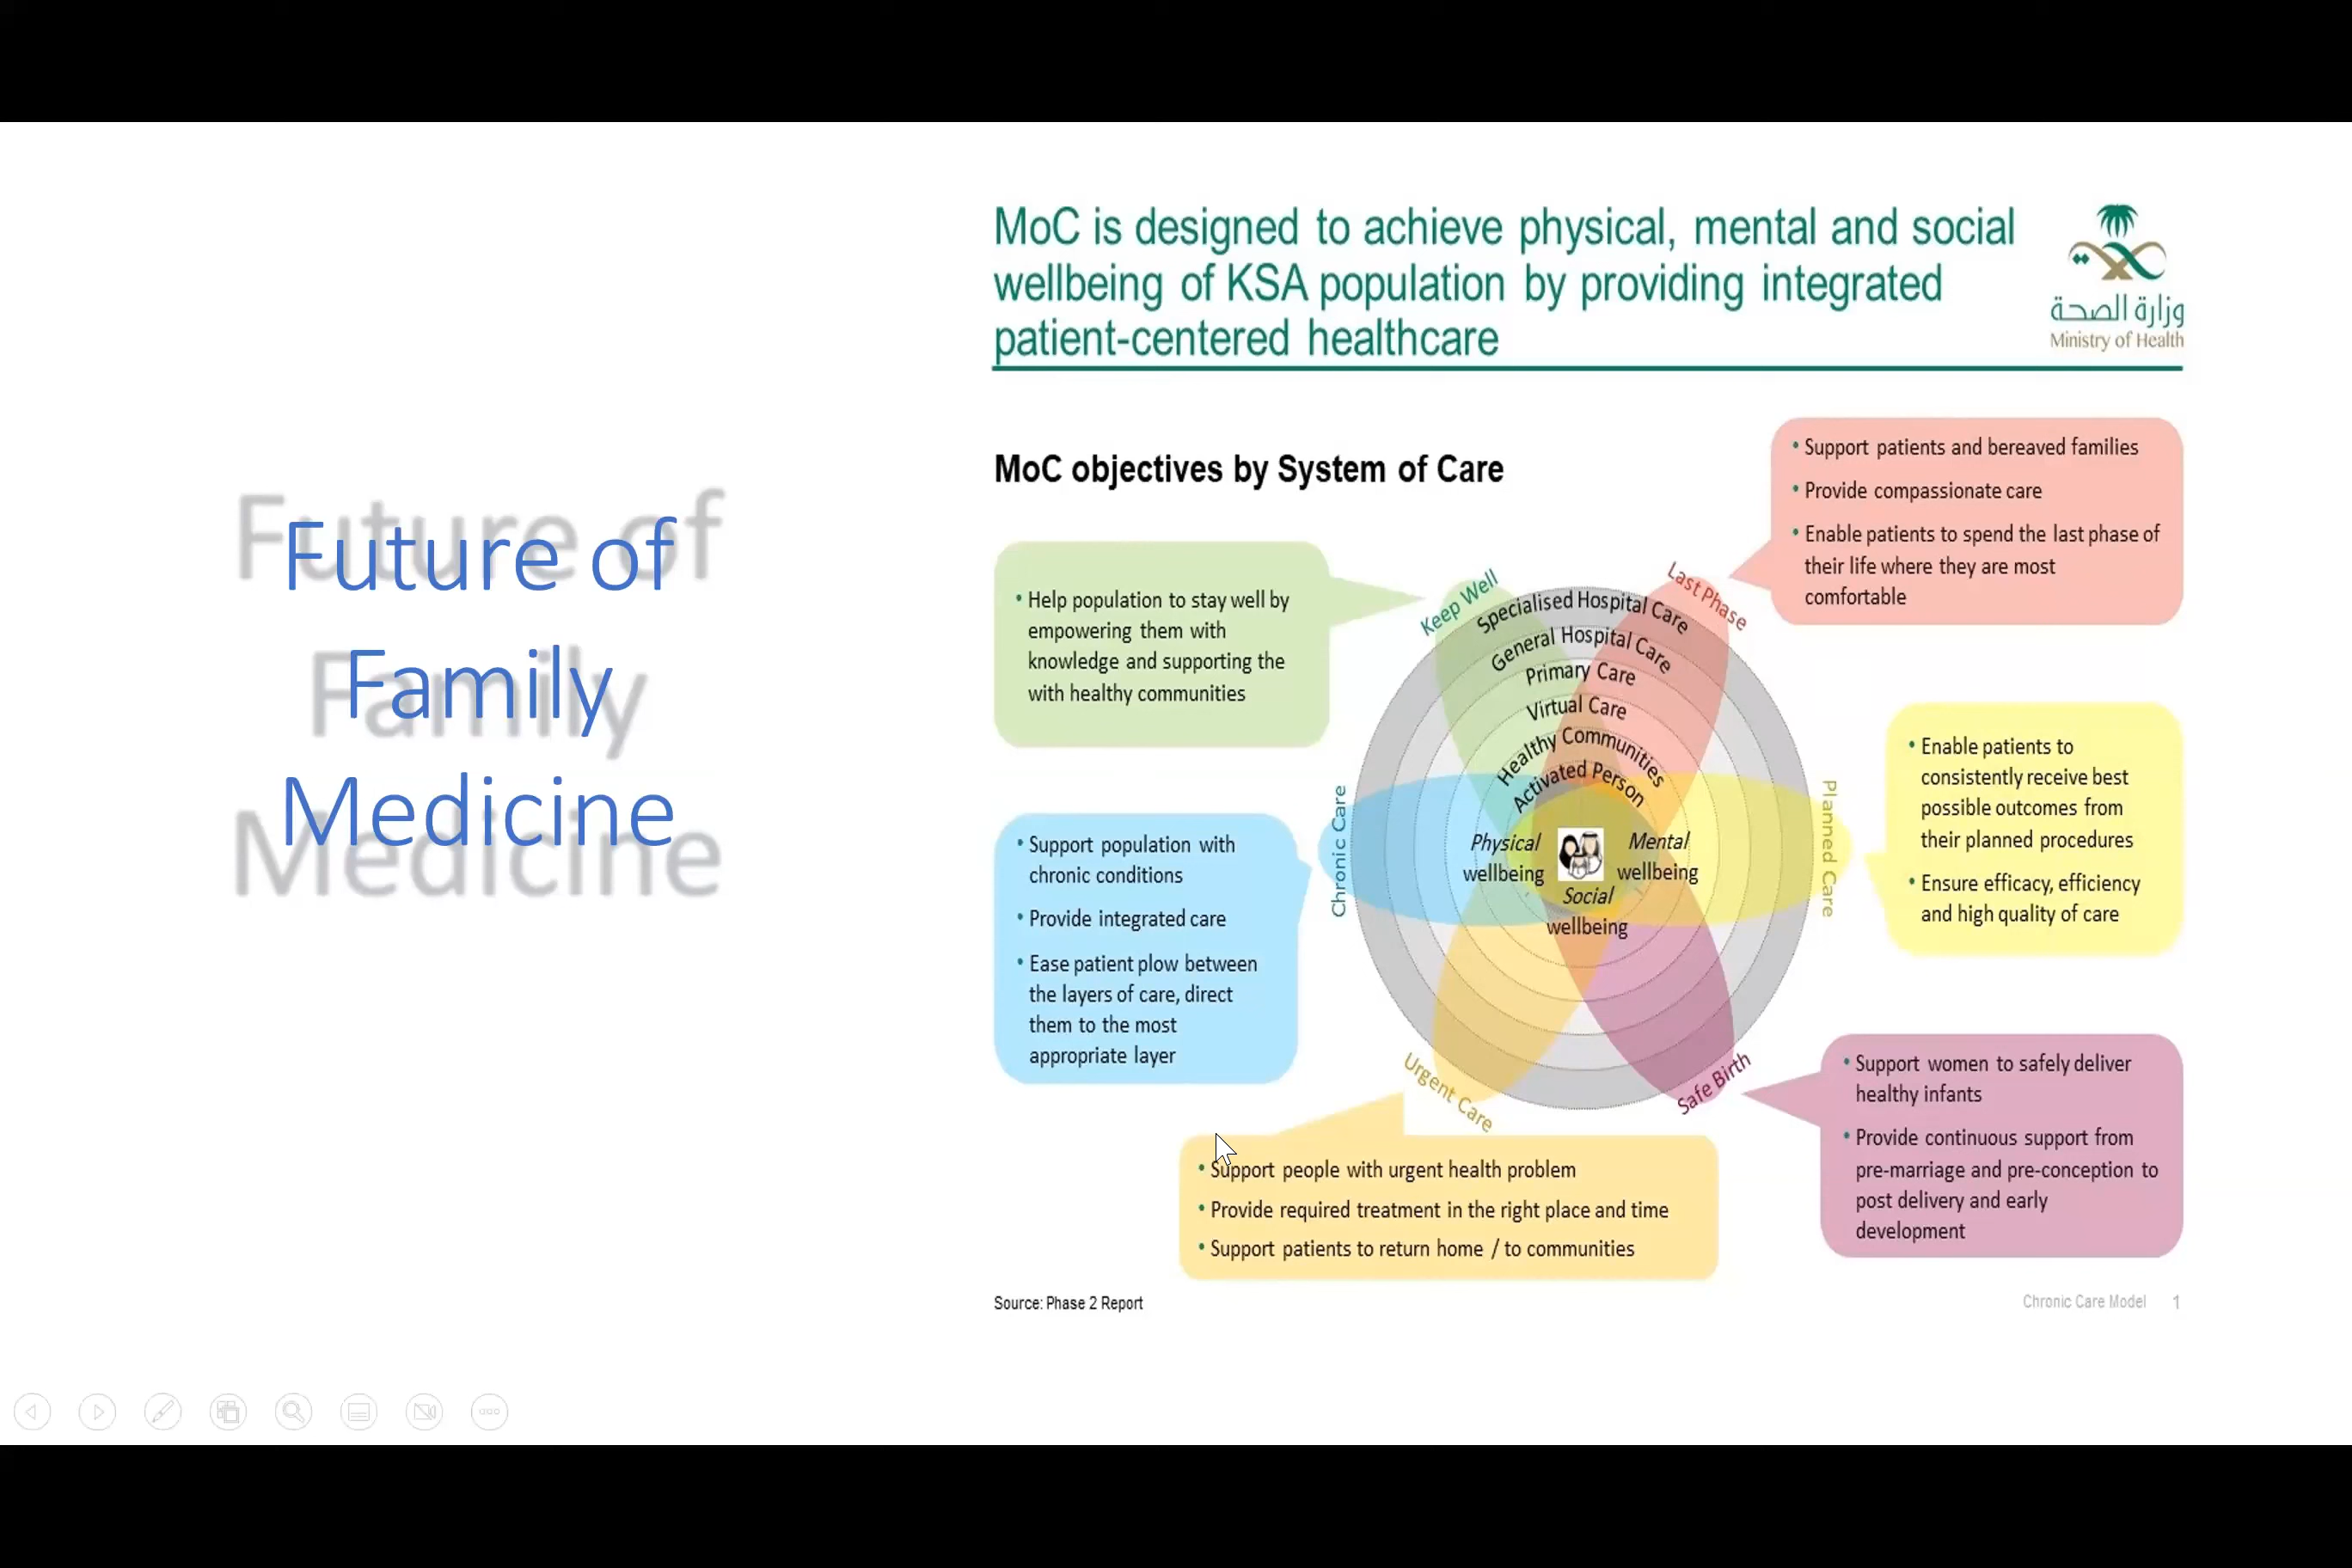 Future of
Family
Medicine
MoC is designed to achieve physical, mental and social
wellbeing of KSA population by providing integrated
patient-centered healthcare
وزارة الصحة
Ministry of Health
MoC objectives by System of Care
• Support patients and bereaved families
• Provide compassionate care
• Enable patients to spend the last phase of
their life where they are most
comfortable
• Help population to stay well by
empowering them with
knowledge and supporting the
with healthy communities
Keep Well
Last Phase
Specialised Hospital Care
General Hospital Care
Primary Care
Virtual Care
Healthy Communities
Activated Person
Physical
wellbeing
Mental
wellbeing
Social
wellbeing
Chronic Care
Planned Care
Urgent Care
Safe Birth
• Enable patients to
consistently receive best
possible outcomes from
their planned procedures
• Ensure efficacy, efficiency
and high quality of care
• Support population with
chronic conditions
• Provide integrated care
• Ease patient plow between
the layers of care, direct
them to the most
appropriate layer
• Support women to safely deliver
healthy infants
• Provide continuous support from
pre-marriage and pre-conception to
post delivery and early
development
• Support people with urgent health problem
• Provide required treatment in the right place and time
• Support patients to return home / to communities
Source: Phase 2 Report
Chronic Care Model 1